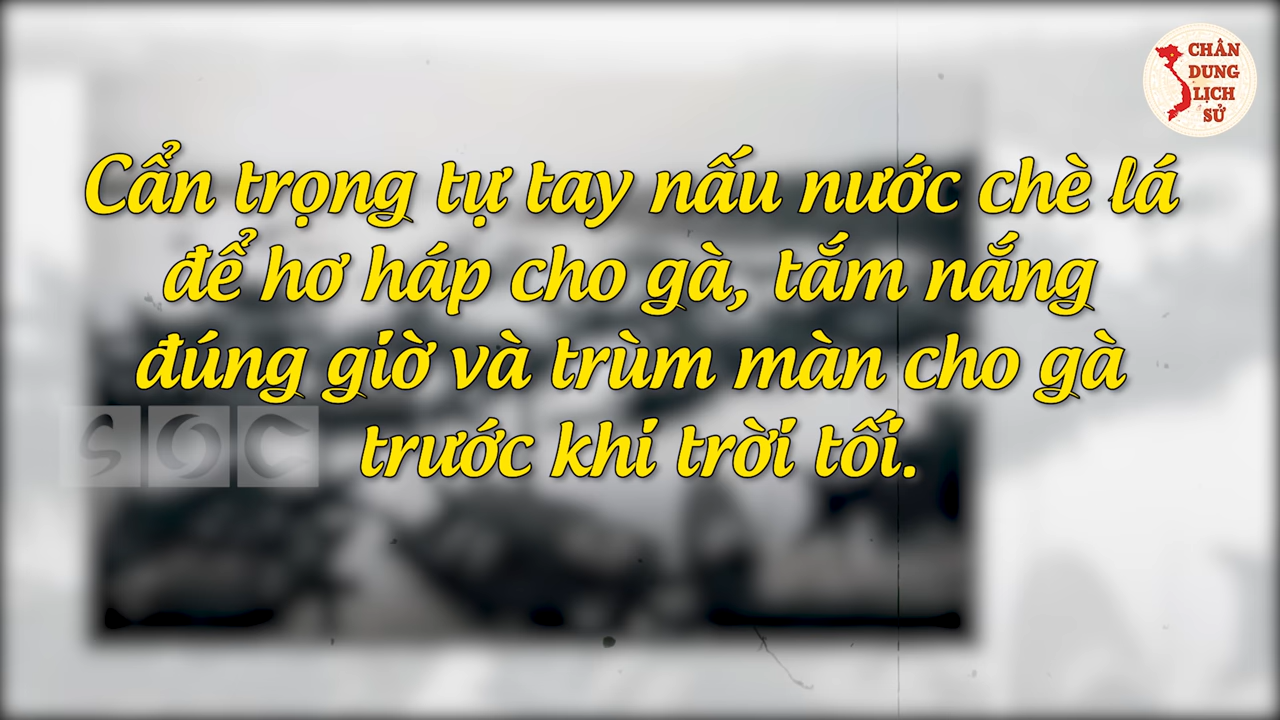 CHÂN
DUNG
LỊCH
SỬ
Cẩn trọng tự tay nấu nước chè lá
để hơ háp cho gà, tắm nắng
đúng giờ và trùm màn cho gà
trước khi trời tối.
SOC